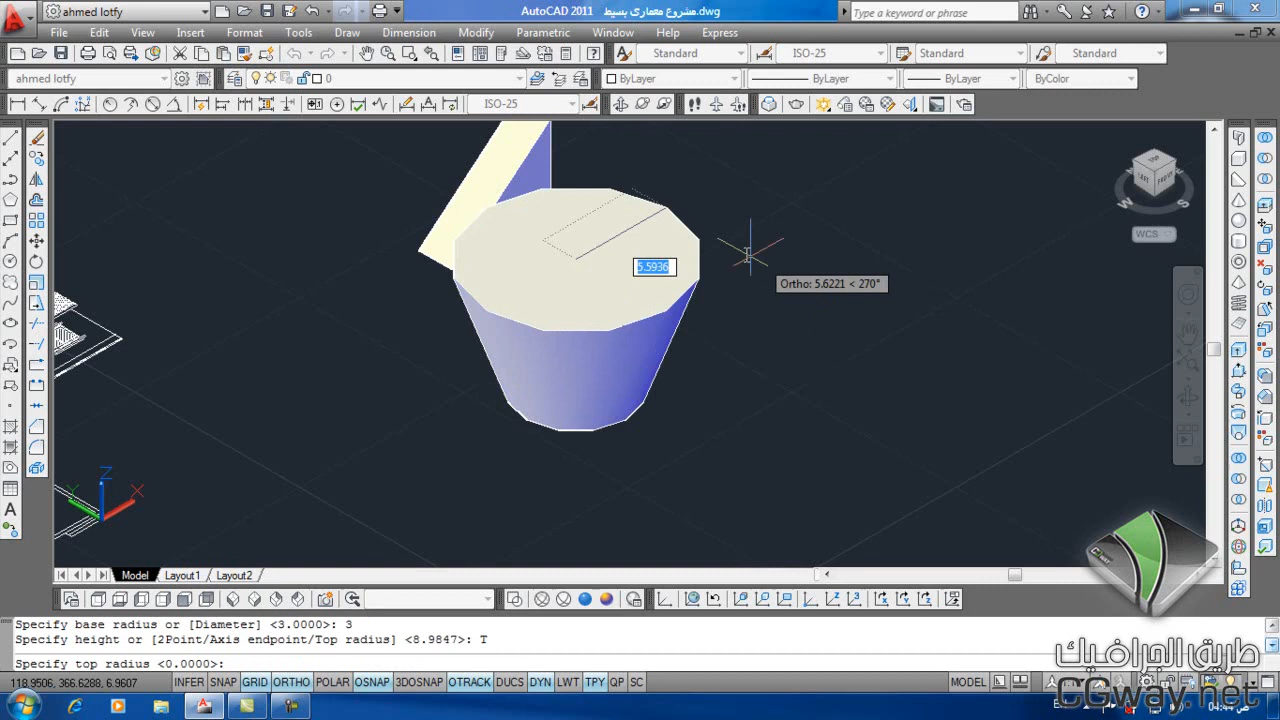 ahmed lotfy
AutoCAD 2011 مشروع معماري بسيط.dwg
Type a keyword or phrase
File Edit View Insert Format Tools Draw Dimension Modify Parametric Window Help Express
Standard ISO-25 Standard Standard
ahmed lotfy 0 ByLayer ByLayer ByLayer ByColor
ISO-25
TOP
W S
WCS
5.5936
Ortho: 5.6221 < 270°
Z
Y X
Model Layout1 Layout2
Specify base radius or [Diameter] <3.0000>: 3
Specify height or [2Point/Axis endpoint/Top radius] <8.9847>: T
Specify top radius <0.0000>:
118.9506, 366.6288, 6.9607 INFER SNAP GRID ORTHO POLAR OSNAP 3DOSNAP OTRACK DUCS DYN LWT TPY QP SC MODEL
طريق الجرافيك
CGway.net
04:44 ص